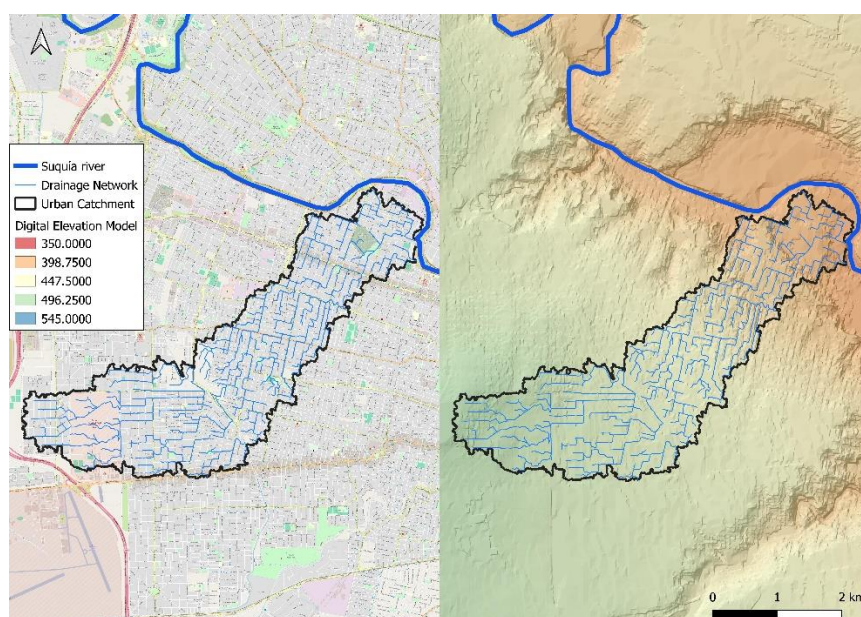 Suquía river
Drainage Network
Urban Catchment
Digital Elevation Model
350.0000
398.7500
447.5000
496.2500
545.0000
0 1 2 km